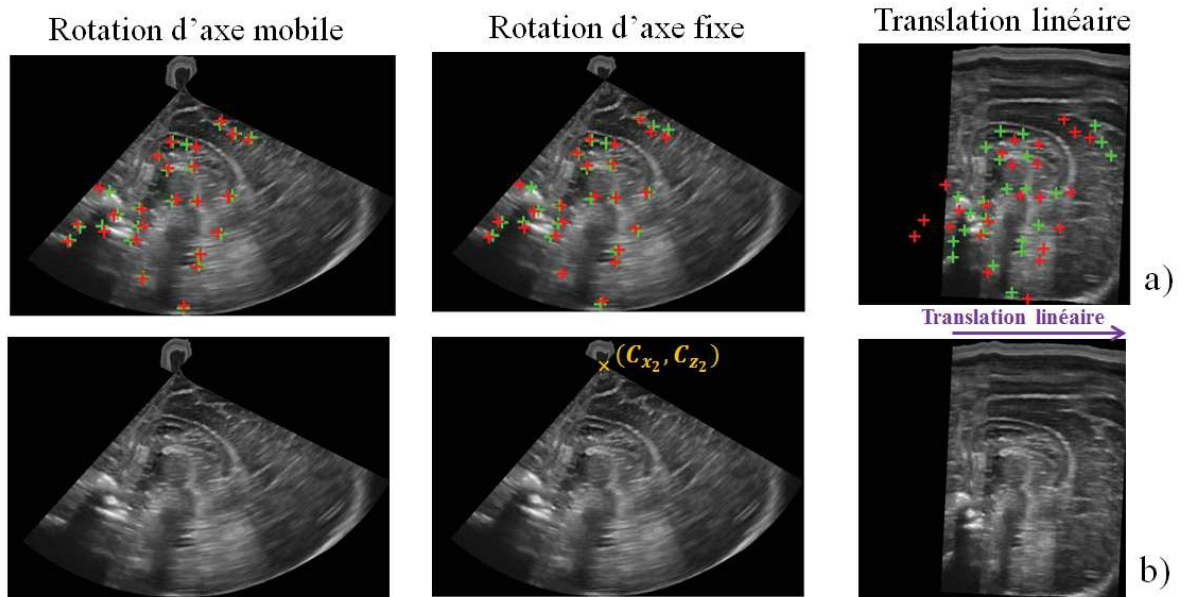 Rotation d’axe mobile
Rotation d’axe fixe
Translation linéaire
a)
Translation linéaire
(C_{x_2}, C_{z_2})
b)